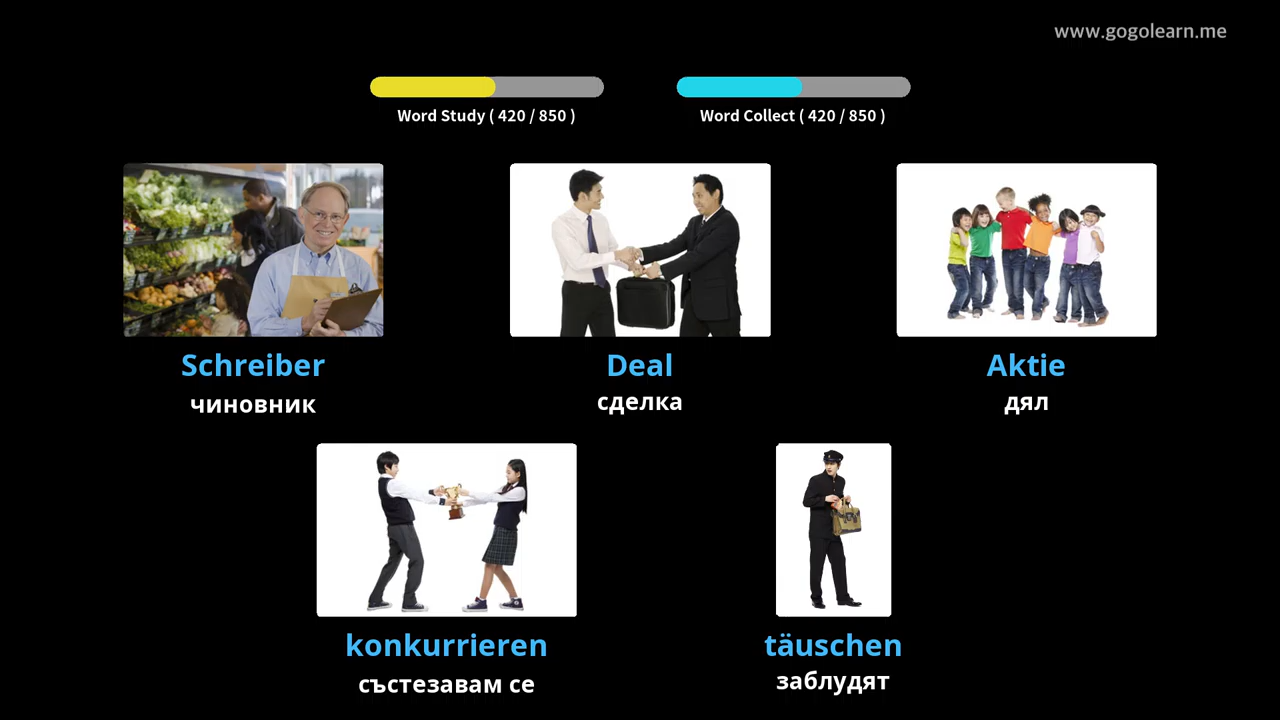 www.gogolearn.me
Word Study ( 420 / 850 )
Word Collect ( 420 / 850 )
Schreiber
чиновник
Deal
сделка
Aktie
дял
konkurrieren
състезавам се
täuschen
заблудят